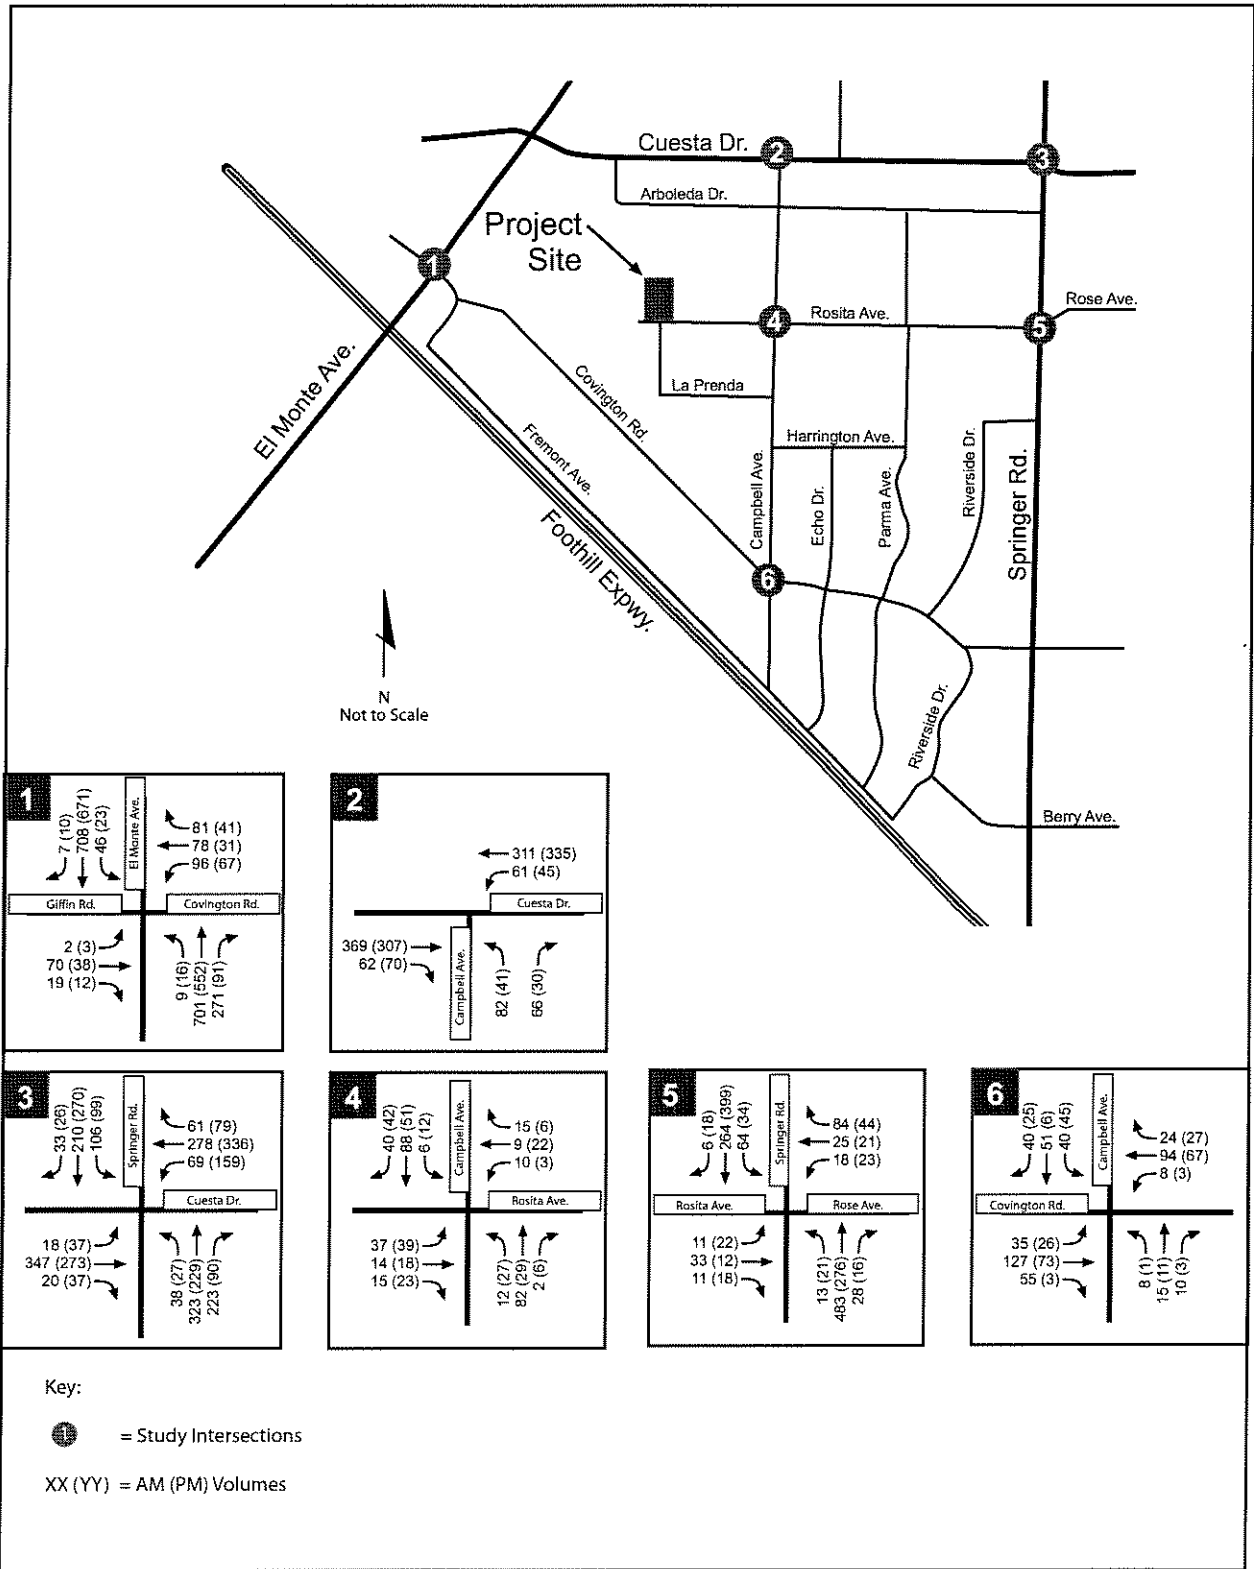 Cuesta Dr.
2
3
Arboleda Dr.
Project
Site
1
Rose Ave.
4
Rosita Ave.
5
El Monte Ave.
La Prenda
Covington Rd.
Fremont Ave.
Harrington Ave.
Campbell Ave.
Echo Dr.
Parma Ave.
Riverside Dr.
Springer Rd.
Foothill Expwy.
6
Riverside Dr.
Berry Ave.
N
Not to Scale
1
7 (10)
708 (671)
46 (23)
El Monte Ave.
81 (41)
78 (31)
96 (67)
Giffin Rd.
Covington Rd.
2 (3)
70 (38)
19 (12)
9 (16)
701 (552)
271 (91)
2
311 (335)
61 (45)
Cuesta Dr.
369 (307)
62 (70)
Campbell Ave.
82 (41)
66 (30)
3
33 (26)
210 (270)
106 (99)
Springer Rd.
61 (79)
278 (336)
69 (159)
Cuesta Dr.
18 (37)
347 (273)
20 (37)
38 (27)
323 (229)
223 (90)
4
40 (42)
88 (51)
6 (12)
Campbell Ave.
15 (6)
9 (22)
10 (3)
Rosita Ave.
37 (39)
14 (18)
15 (23)
12 (27)
82 (29)
2 (6)
5
6 (18)
264 (399)
64 (34)
Springer Rd.
84 (44)
25 (21)
18 (23)
Rosita Ave.
Rose Ave.
11 (22)
33 (12)
11 (18)
13 (21)
483 (276)
28 (16)
6
40 (25)
51 (6)
40 (45)
Campbell Ave.
24 (27)
94 (67)
8 (3)
Covington Rd.
35 (26)
127 (73)
55 (3)
8 (1)
15 (11)
10 (3)
Key:
1 = Study Intersections
XX (YY) = AM (PM) Volumes